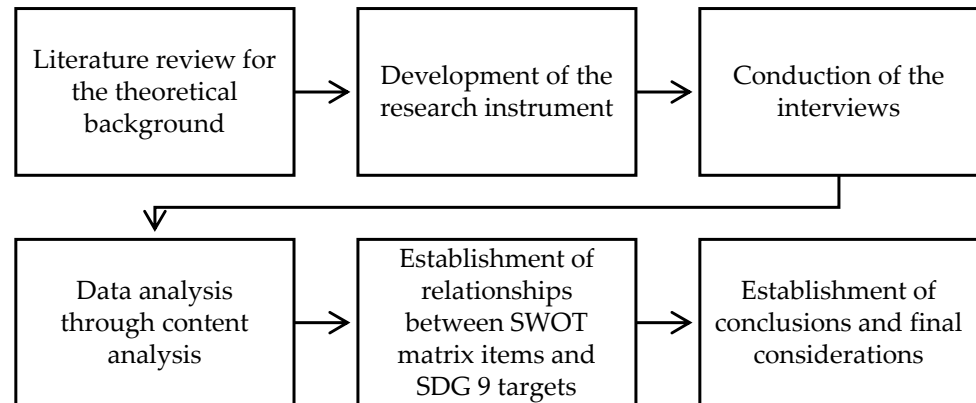 Literature review for
the theoretical
background
Development of the
research instrument
Conduction of the
interviews
Data analysis
through content
analysis
Establishment of
relationships
between SWOT
matrix items and
SDG 9 targets
Establishment of
conclusions and final
considerations